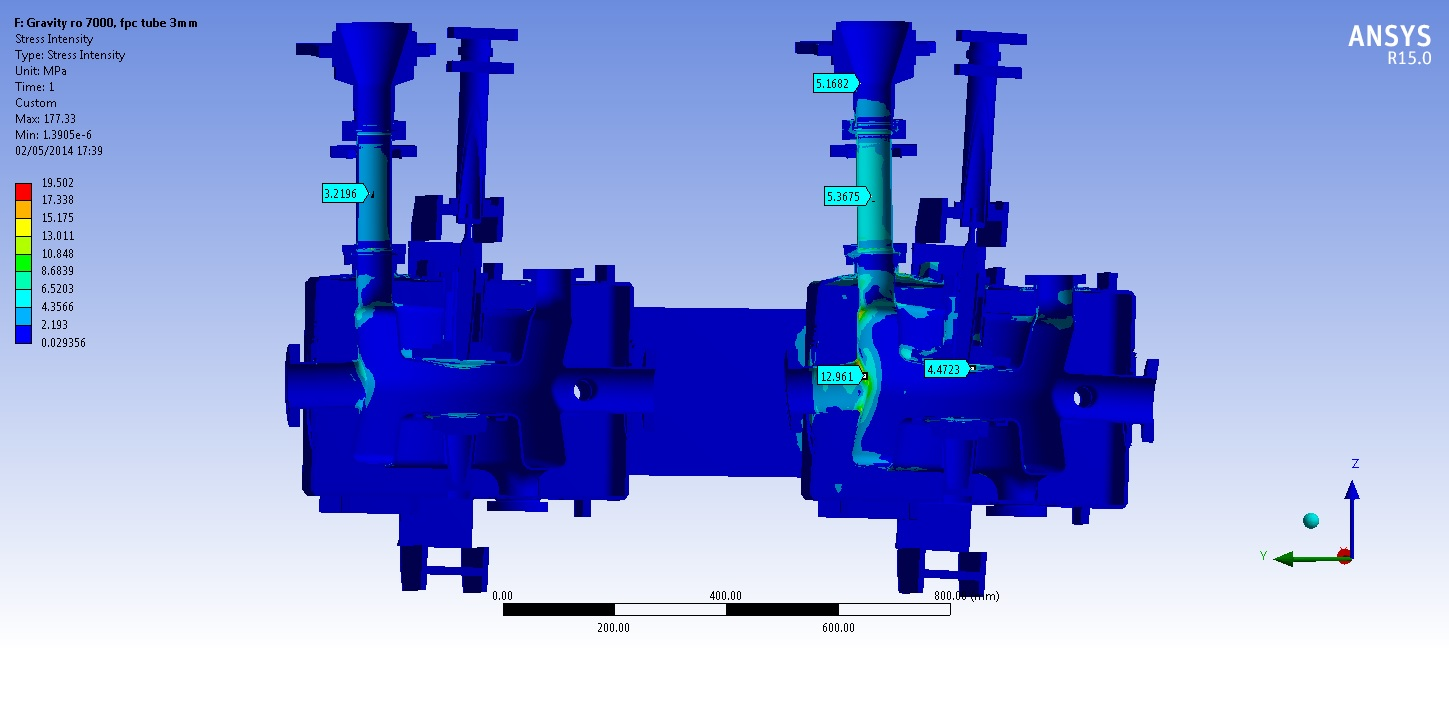 F: Gravity ro 7000, fpc tube 3mm
Stress Intensity
Type: Stress Intensity
Unit: MPa
Time: 1
Custom
Max: 177.33
Min: 1.3905e-6
02/05/2014 17:39
ANSYS
R15.0
19.502
17.338
15.175
13.011
10.848
8.6839
6.5203
4.3566
2.193
0.029356
5.1682
3.2196
5.3675
12.961
4.4723
Z
Y
0.00
400.00
800.00 (mm)
200.00
600.00